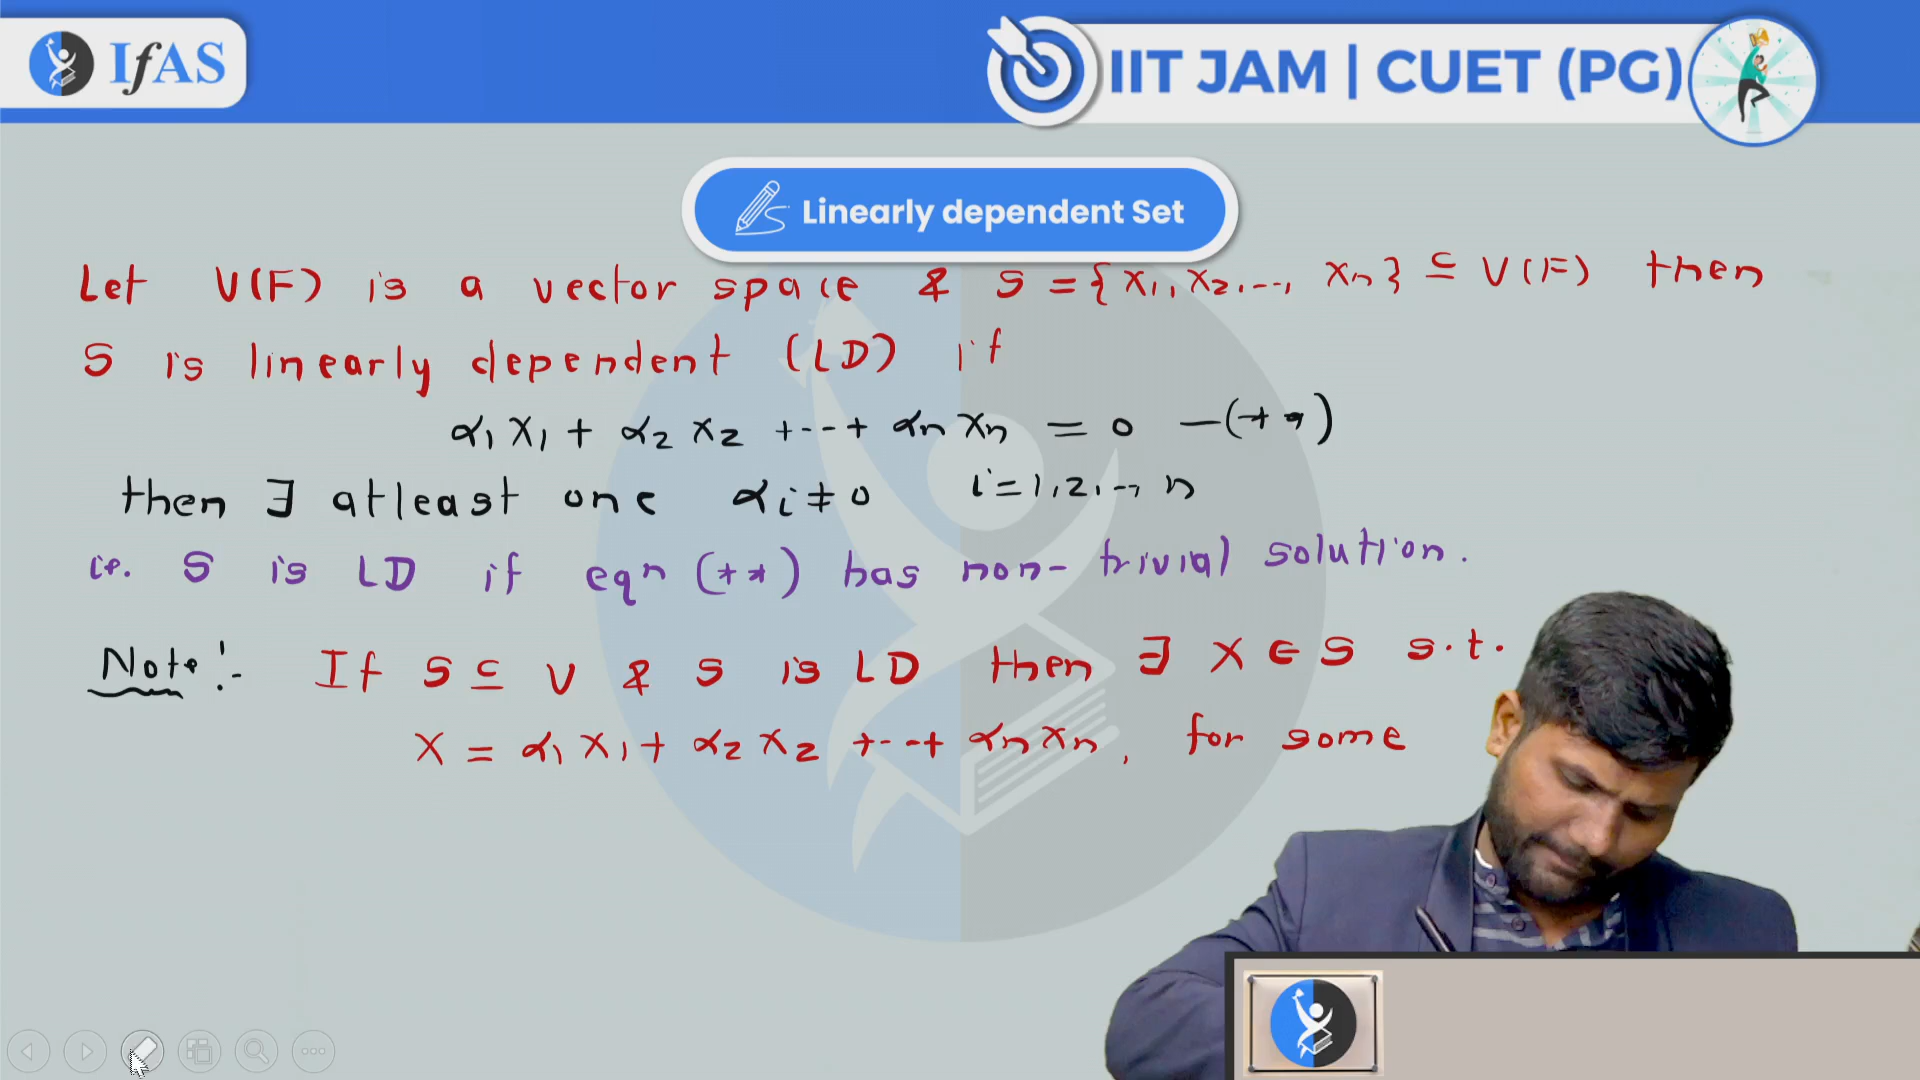 IfAS
IIT JAM | CUET (PG)
Linearly dependent Set
Let V(F) is a vector space & S = {x₁, x₂, ..., xₙ} ⊆ V(F) then
S is linearly dependent (LD) if
α₁x₁ + α₂x₂ + --- + αₙxₙ = 0 —(**)
then ∃ atleast one αᵢ ≠ 0 i = 1, 2, .., n
ie. S is LD if eqn (**) has non-trivial solution.
Note:- If S ⊆ V & S is LD then ∃ x ∈ S s.t.
x = α₁x₁ + α₂x₂ + --- + αₙxₙ, for some